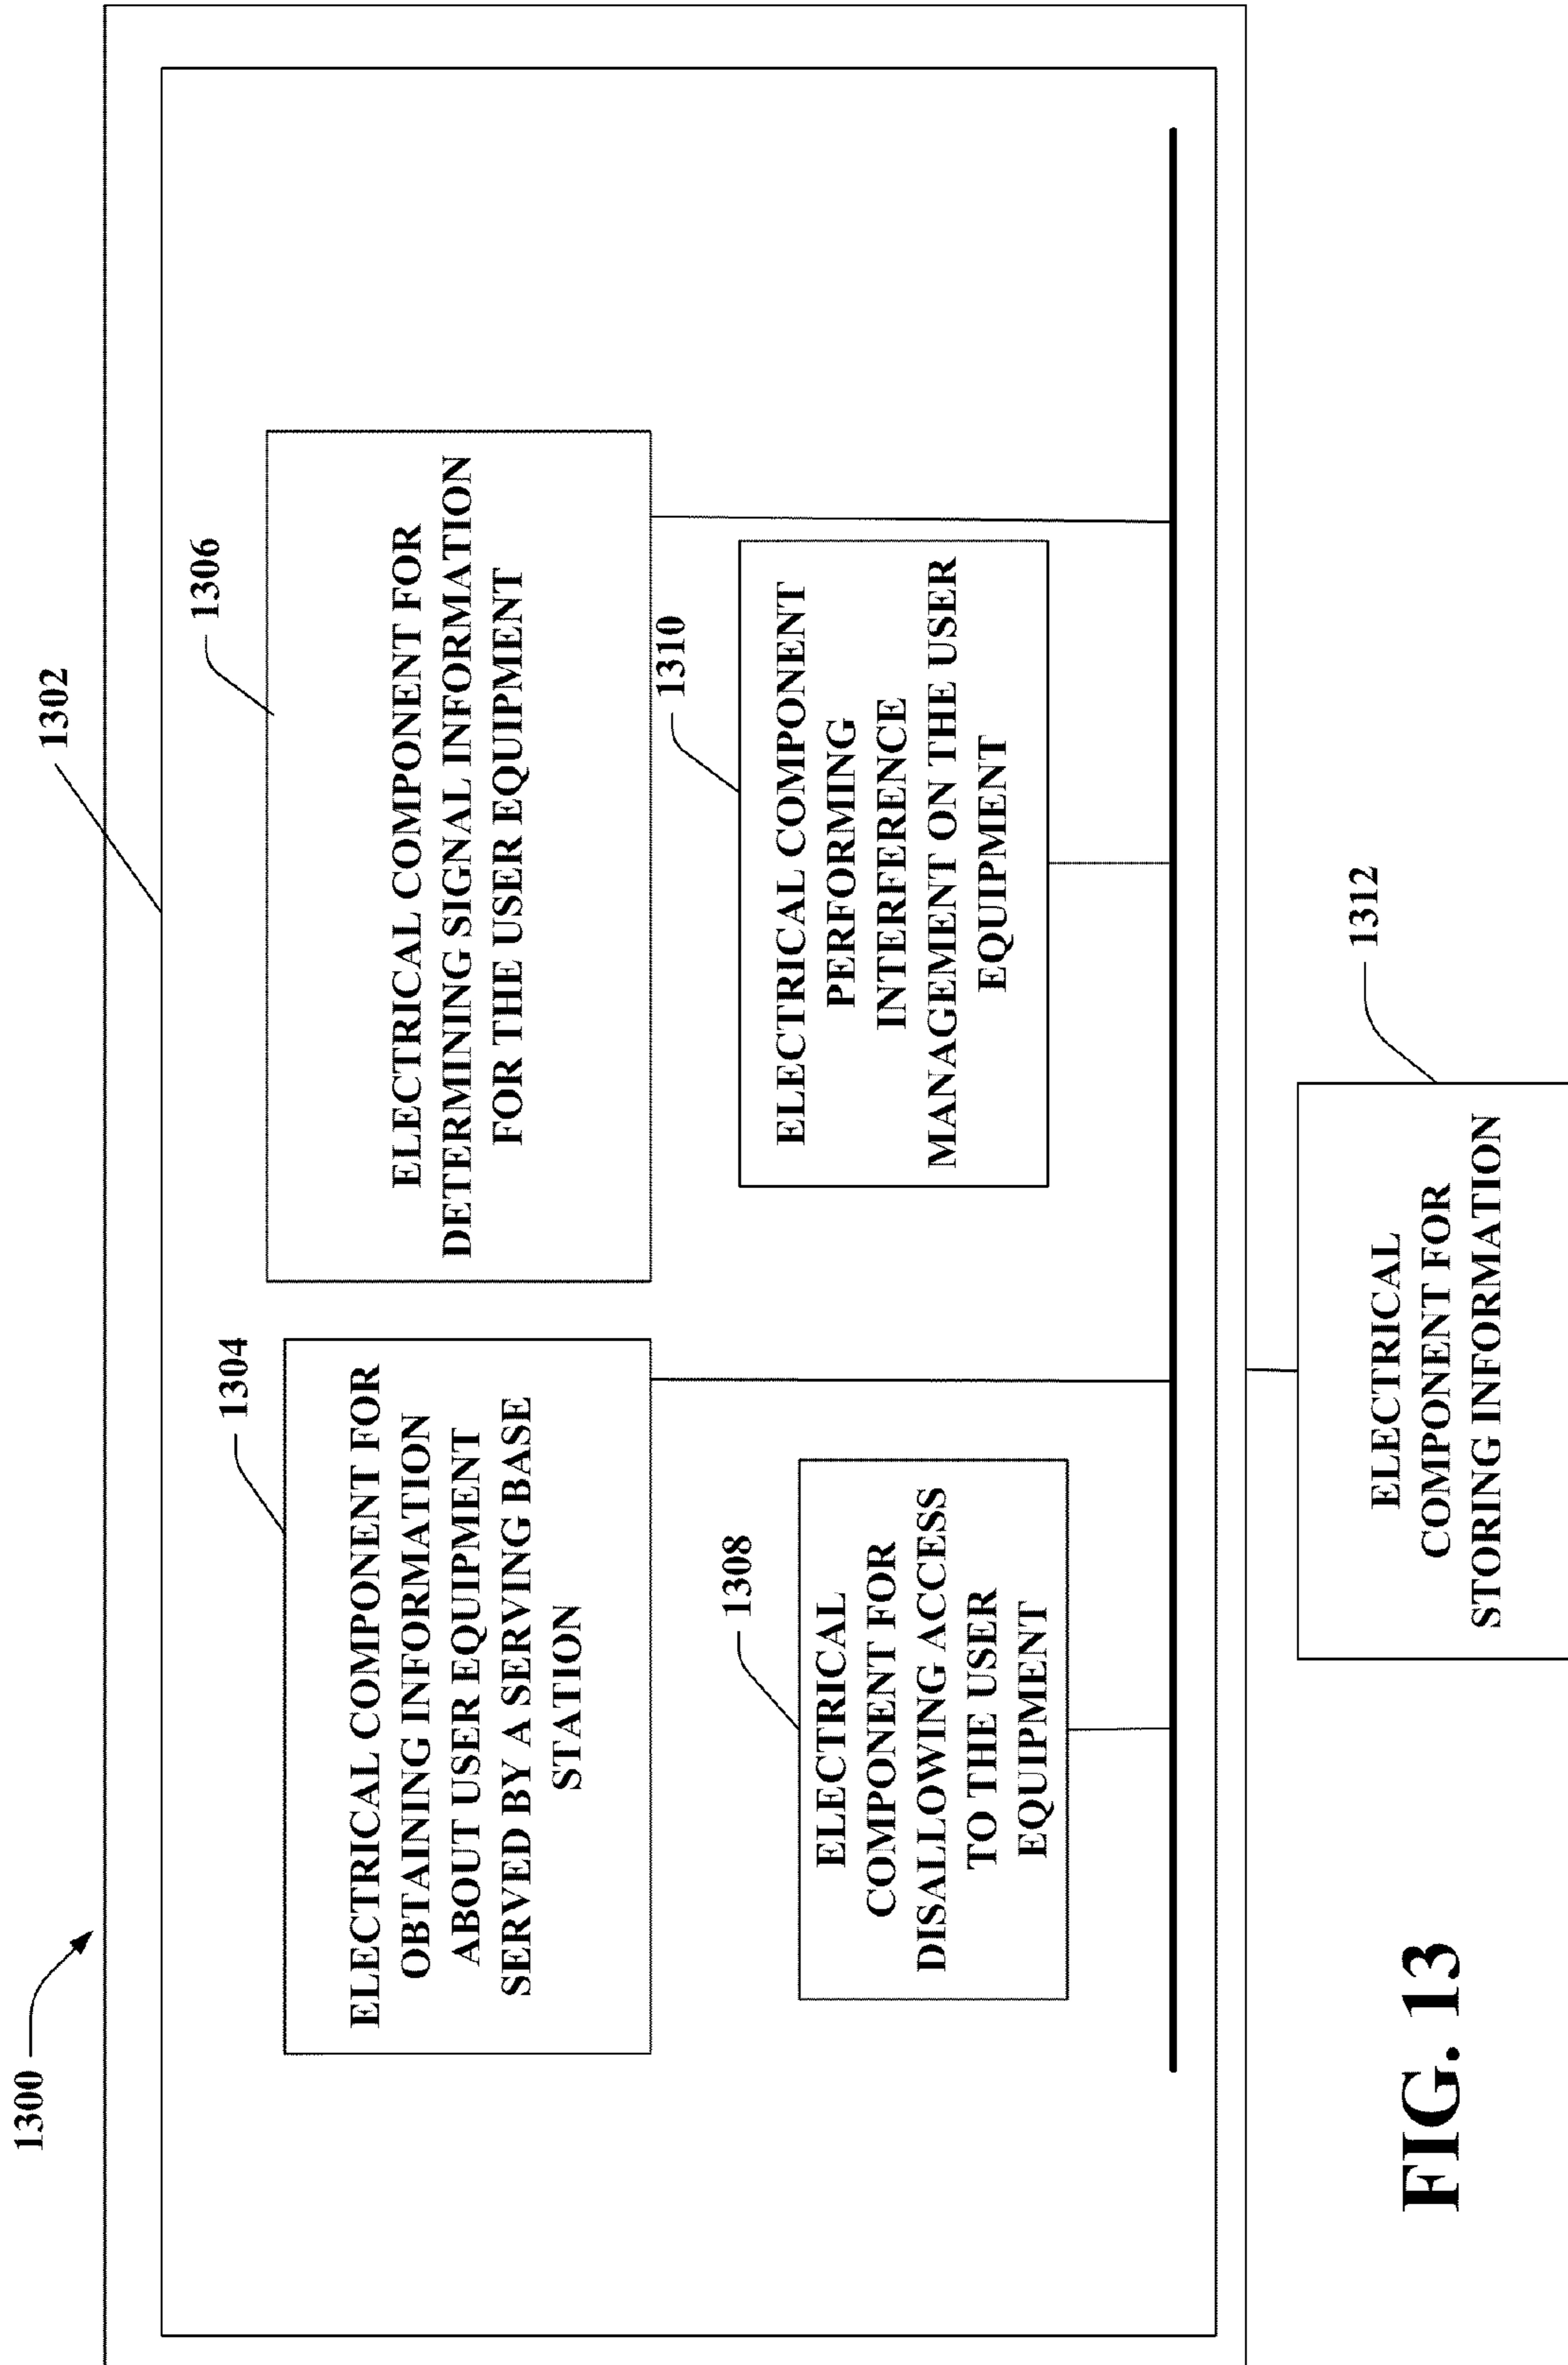 1300
1302
1304
ELECTRICAL COMPONENT FOR
OBTAINING INFORMATION
ABOUT USER EQUIPMENT
SERVED BY A SERVING BASE
STATION
1306
ELECTRICAL COMPONENT FOR
DETERMINING SIGNAL INFORMATION
FOR THE USER EQUIPMENT
1308
ELECTRICAL
COMPONENT FOR
DISALLOWING ACCESS
TO THE USER
EQUIPMENT
1310
ELECTRICAL COMPONENT
PERFORMING
INTERFERENCE
MANAGEMENT ON THE USER
EQUIPMENT
1312
ELECTRICAL
COMPONENT FOR
STORING INFORMATION
FIG. 13